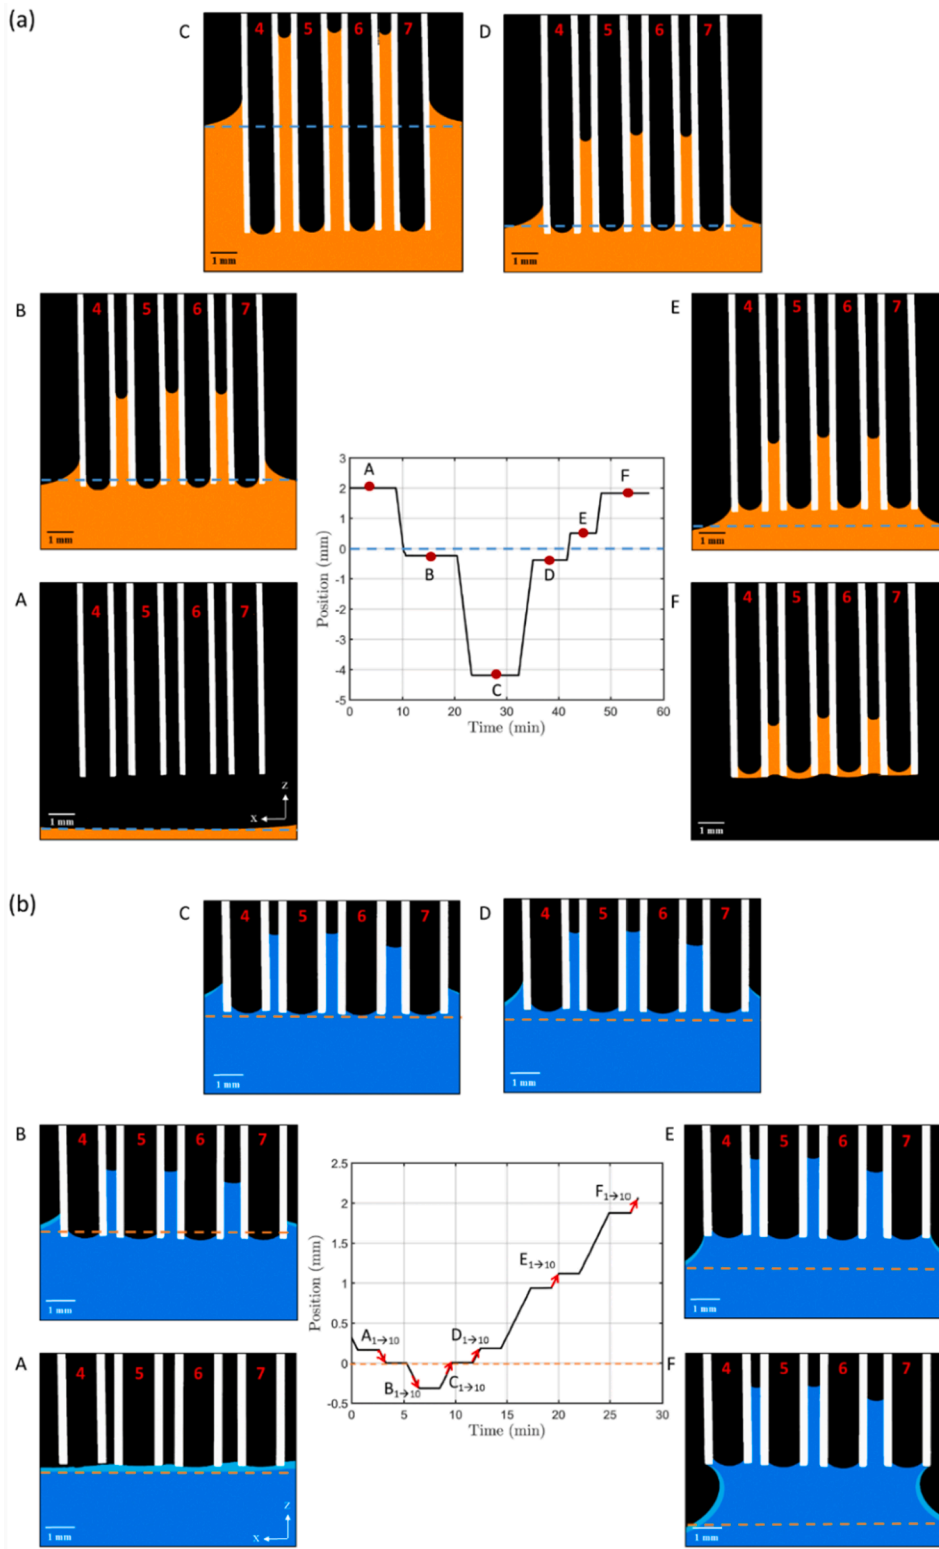 (a)
C
4 5 6 7
1 mm
D
4 5 6 7
1 mm
B
4 5 6 7
1 mm
E
4 5 6 7
1 mm
A
4 5 6 7
1 mm
Z
X
F
4 5 6 7
1 mm
Position (mm)
3
2
1
0
-1
-2
-3
-4
-5
A
B
C
D
E
F
0 10 20 30 40 50 60
Time (min)
(b)
C
4 5 6 7
1 mm
D
4 5 6 7
1 mm
B
4 5 6 7
1 mm
E
4 5 6 7
1 mm
A
4 5 6 7
1 mm
Z
X
F
4 5 6 7
1 mm
Position (mm)
2.5
2
1.5
1
0.5
0
-0.5
A1→10
B1→10
C1→10
D1→10
E1→10
F1→10
0 5 10 15 20 25 30
Time (min)